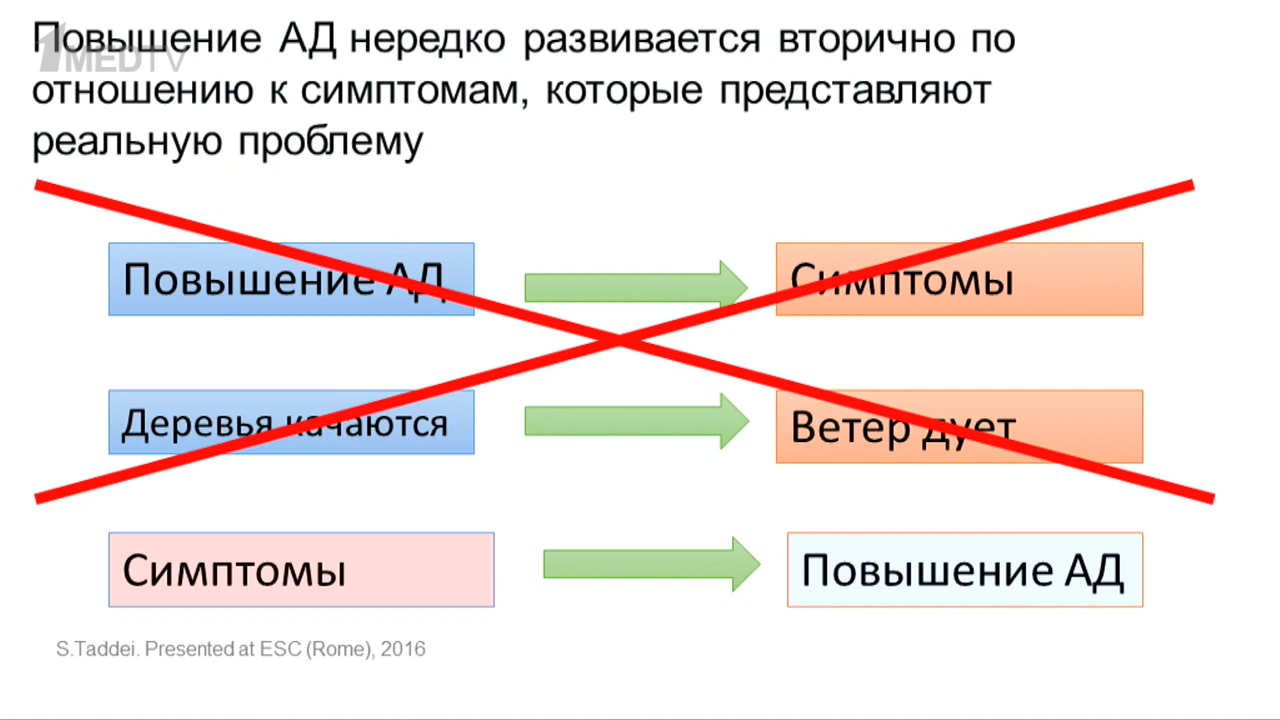 Повышение АД нередко развивается вторично по
отношению к симптомам, которые представляют
реальную проблему
1MEDTV
Повышение АД
Симптомы
Деревья качаются
Ветер дует
Симптомы
Повышение АД
S.Taddei. Presented at ESC (Rome), 2016